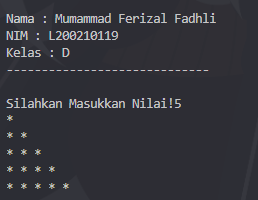 Nama : Mumammad Ferizal Fadhli
NIM : L200210119
Kelas : D
-----------------------------
Silahkan Masukkan Nilai!5
*
* *
* * *
* * * *
* * * * *